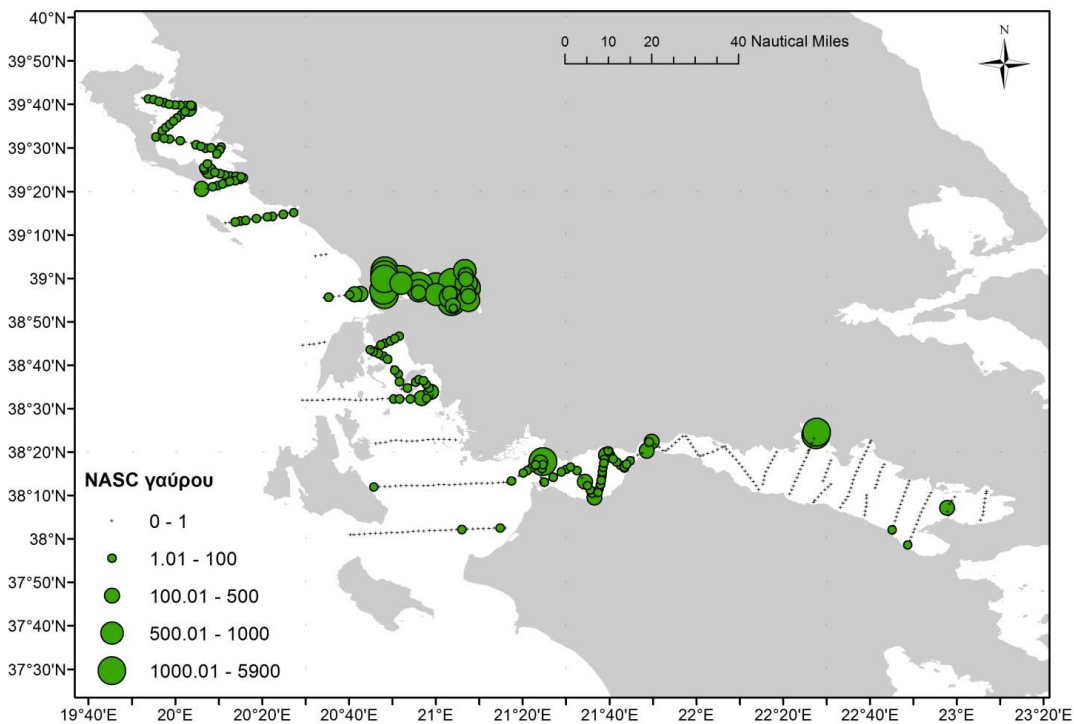 40°N
39°50'N
39°40'N
39°30'N
39°20'N
39°10'N
39°N
38°50'N
38°40'N
38°30'N
38°20'N
38°10'N
38°N
37°50'N
37°40'N
37°30'N
0 10 20 40 Nautical Miles
N
NASC γαύρου
0 - 1
1.01 - 100
100.01 - 500
500.01 - 1000
1000.01 - 5900
19°40'E 20°E 20°20'E 20°40'E 21°E 21°20'E 21°40'E 22°E 22°20'E 22°40'E 23°E 23°20'E